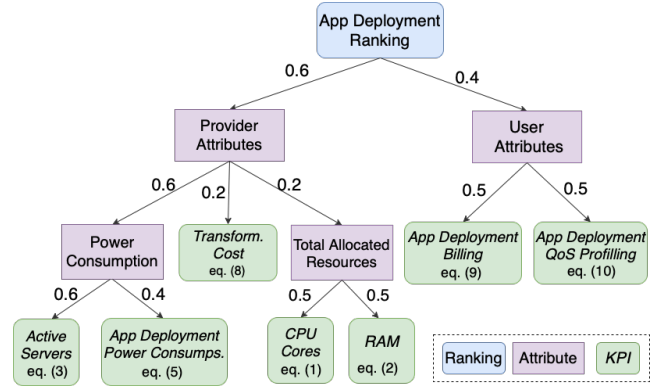 App Deployment
Ranking
0.6
0.4
Provider
Attributes
User
Attributes
0.6
0.2
0.2
0.5
0.5
Power
Consumption
Transform.
Cost
eq. (8)
Total Allocated
Resources
App Deployment
Billing
eq. (9)
App Deployment
QoS Profilling
eq. (10)
0.6
0.4
0.5
0.5
Active
Servers
eq. (3)
App Deployment
Power Consumps.
eq. (5)
CPU
Cores
eq. (1)
RAM
eq. (2)
Ranking
Attribute
KPI